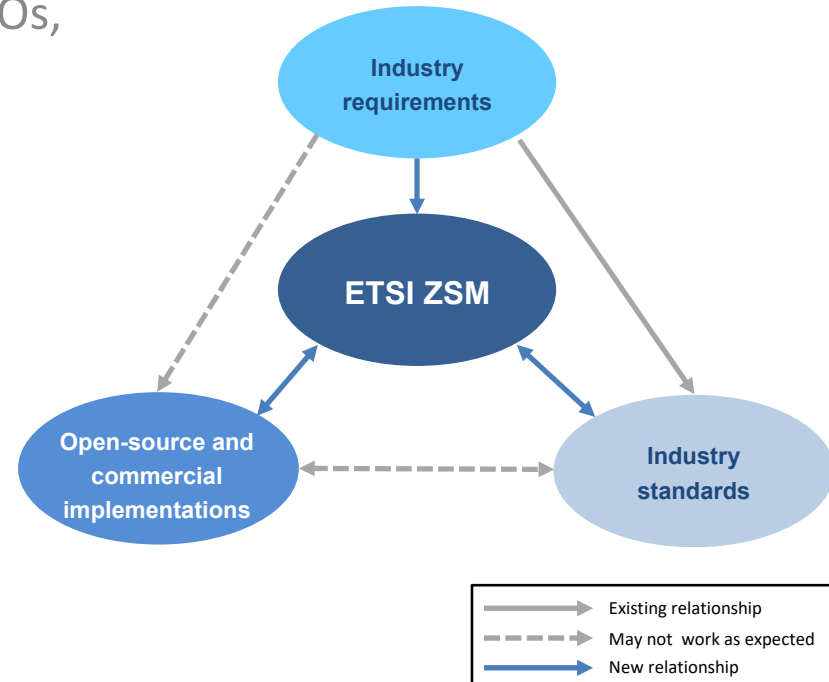 Os,
Industry
requirements
ETSI ZSM
Open-source and
commercial
implementations
Industry
standards
Existing relationship
May not work as expected
New relationship